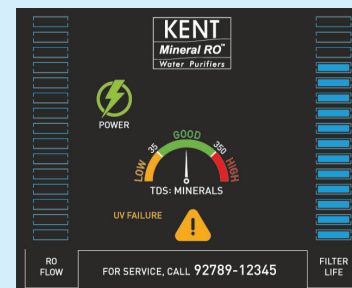 KENT
Mineral RO™
Water Purifiers
POWER
LOW 35 GOOD 350 HIGH
TDS: MINERALS
UV FAILURE
RO FLOW
FOR SERVICE, CALL 92789-12345
FILTER LIFE